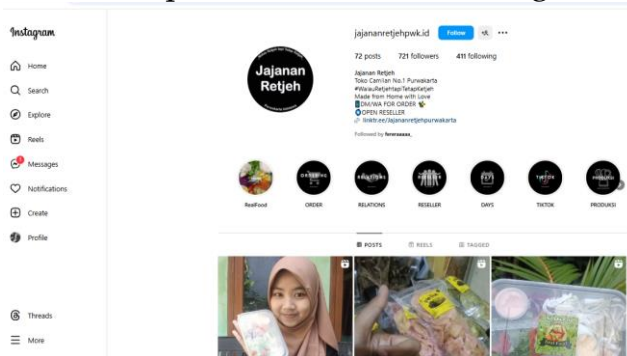 Instagram
Home
Search
Explore
Reels
Messages
Notifications
Create
Profile
Threads
More
jajananretjehpwk.id Follow
72 posts 721 followers 411 following
Jajanan Retjeh
Toko Camilan No.1 Purwakarta
#WalauRetjehtapiTetapKetjeh
Made from Home with Love
DM/WA FOR ORDER
OPEN RESELLER
linktr.ee/Jajananretjehpurwakarta
Followed by
Jajanan
Retjeh
ReelFood ORDER RELATIONS RESELLER DAYS TIKTOK PRODUKSI
POSTS REELS TAGGED